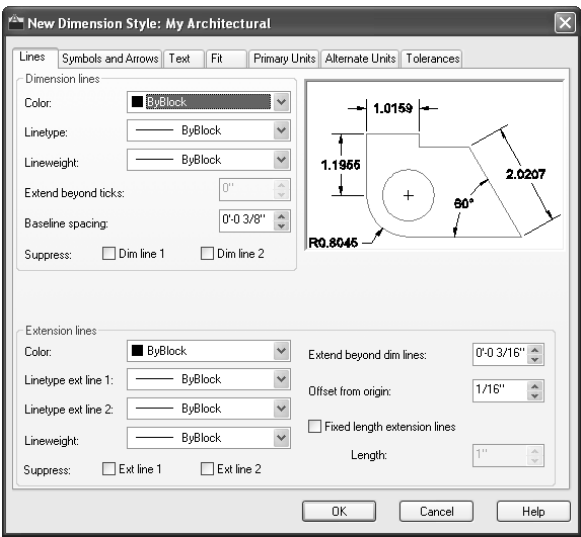 New Dimension Style: My Architectural
Lines Symbols and Arrows Text Fit Primary Units Alternate Units Tolerances
Dimension lines
Color: ByBlock
Linetype: ByBlock
Lineweight: ByBlock
Extend beyond ticks: 0"
Baseline spacing: 0'-0 3/8"
Suppress: Dim line 1 Dim line 2
1.0159
1.1955
2.0207
60°
R0.8045
Extension lines
Color: ByBlock
Linetype ext line 1: ByBlock
Linetype ext line 2: ByBlock
Lineweight: ByBlock
Suppress: Ext line 1 Ext line 2
Extend beyond dim lines: 0'-0 3/16"
Offset from origin: 1/16"
Fixed length extension lines
Length: 1"
OK Cancel Help